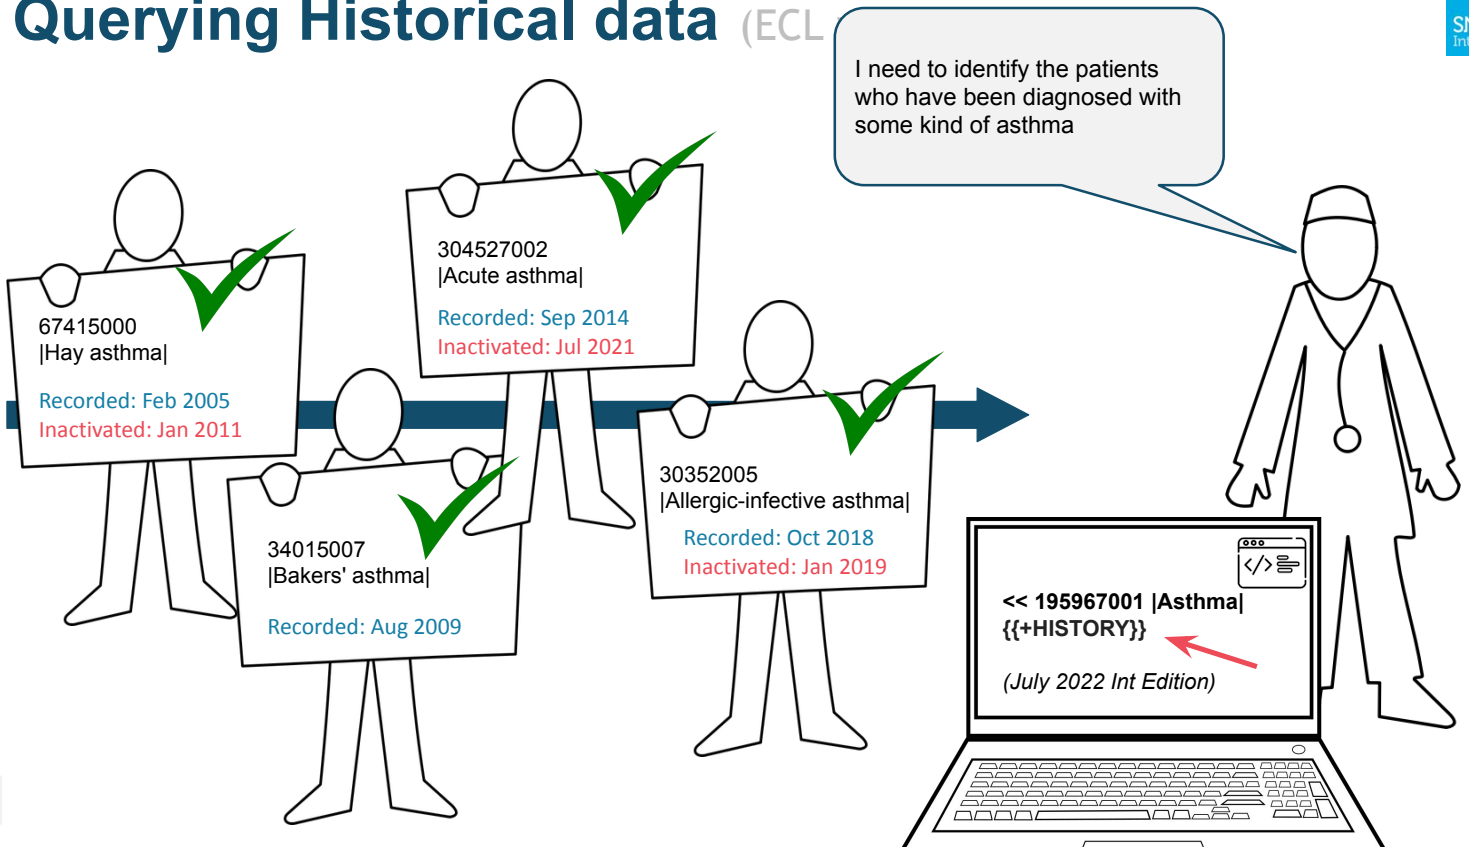 Querying Historical data (ECL
I need to identify the patients
who have been diagnosed with
some kind of asthma
304527002
|Acute asthma|
Recorded: Sep 2014
Inactivated: Jul 2021
67415000
|Hay asthma|
Recorded: Feb 2005
Inactivated: Jan 2011
30352005
|Allergic-infective asthma|
Recorded: Oct 2018
Inactivated: Jan 2019
34015007
|Bakers' asthma|
Recorded: Aug 2009
</>
<< 195967001 |Asthma|
{{+HISTORY}}
(July 2022 Int Edition)